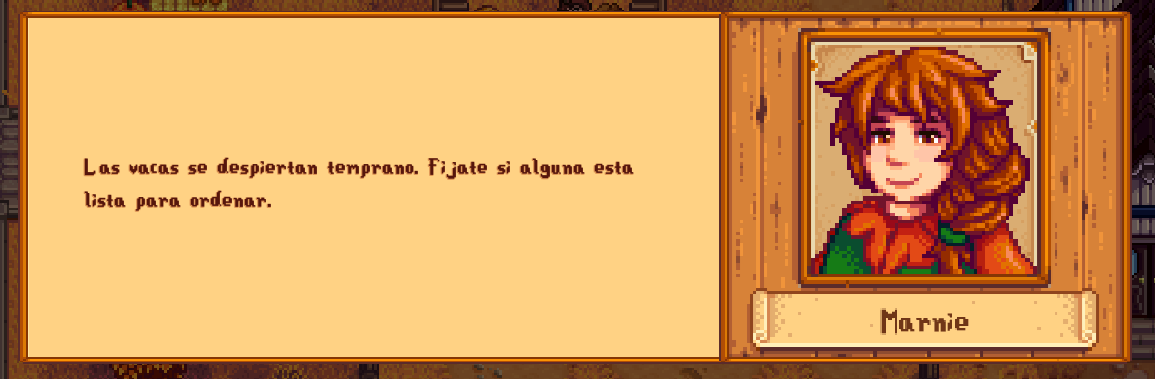 Las vacas se despiertan temprano. Fijate si alguna esta
lista para ordenar.
Marnie